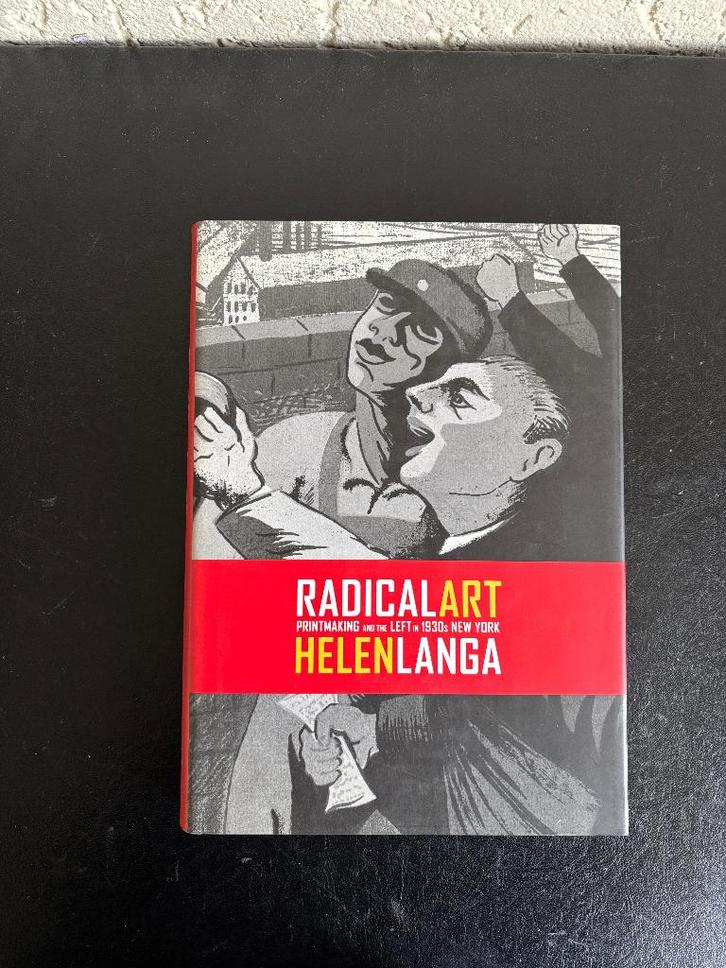 RADICALART
PRINTMAKING AND THE LEFT IN 1930s NEW YORK
HELENLANGA